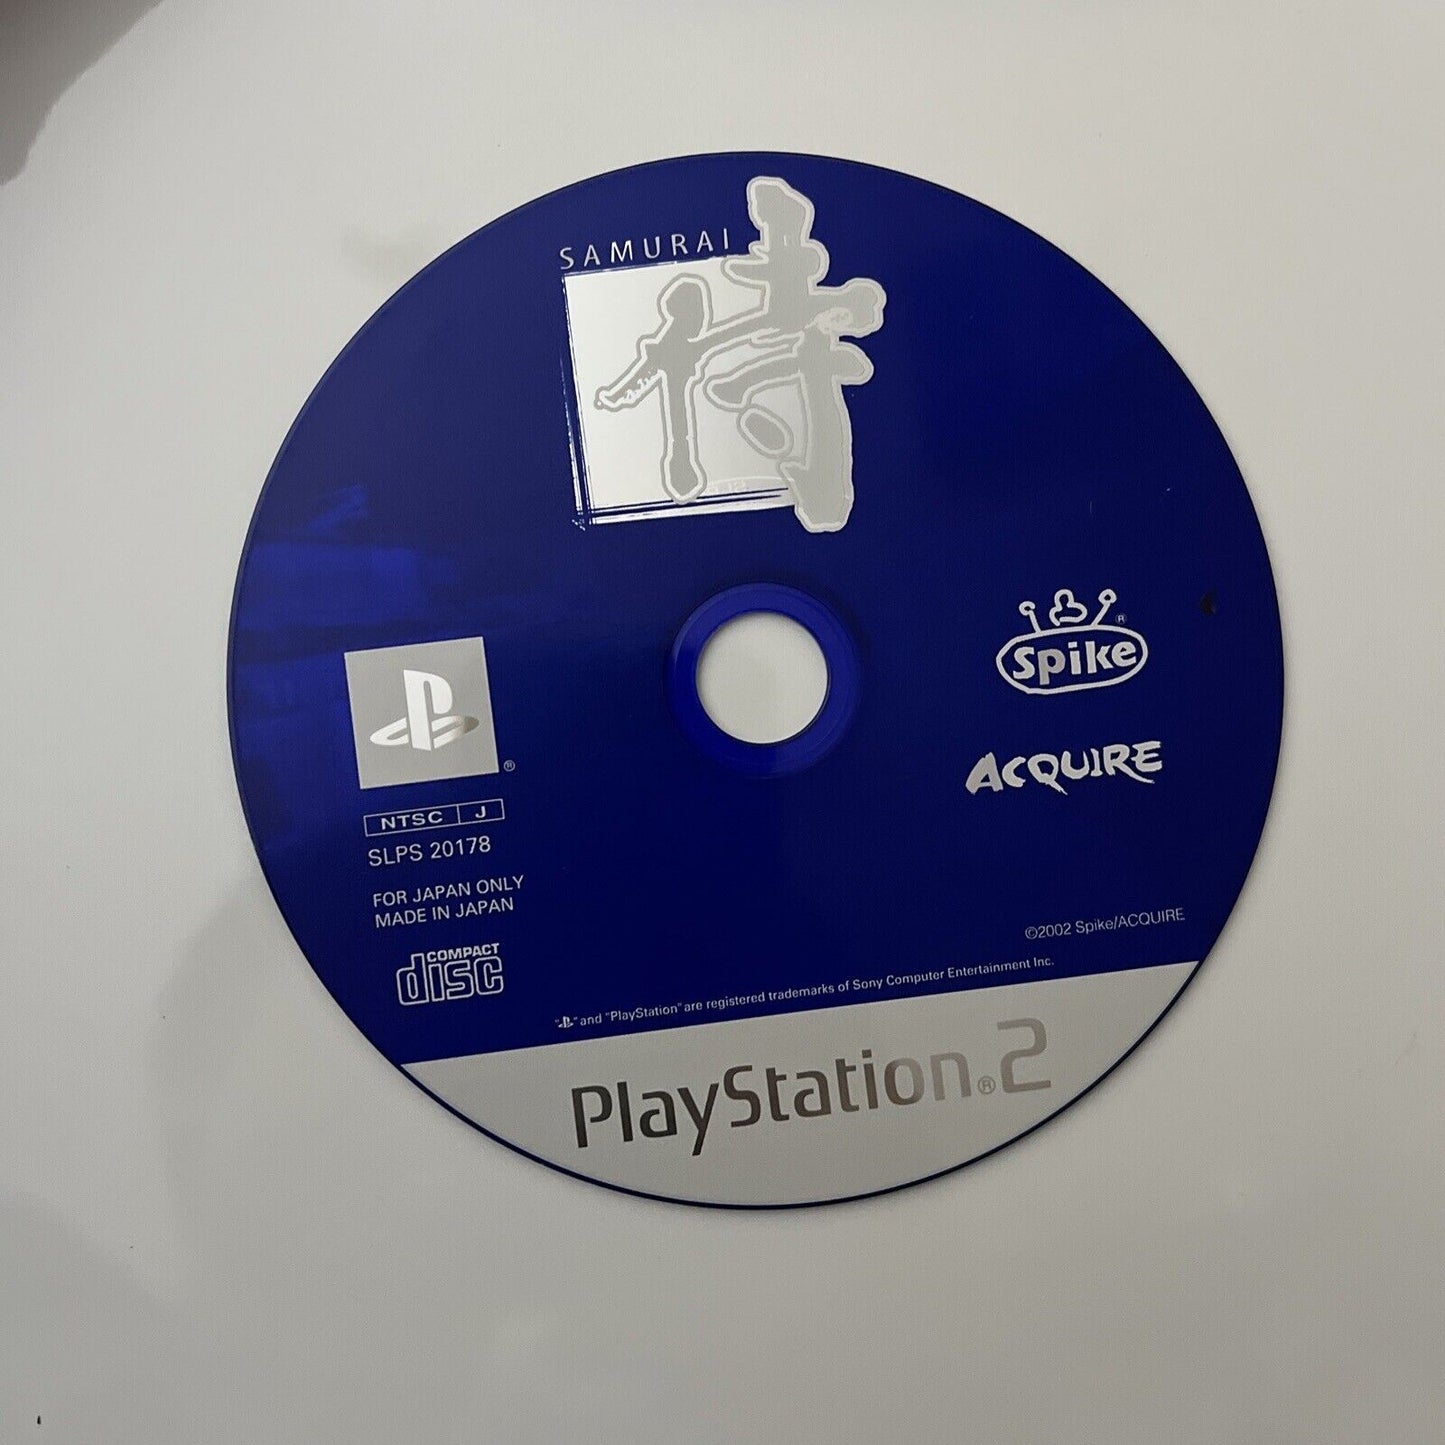 SAMURAI
侍
Spike®
ACQUIRE
®
NTSC J
SLPS 20178
FOR JAPAN ONLY
MADE IN JAPAN
COMPACT
disc
©2002 Spike/ACQUIRE
" " and "PlayStation" are registered trademarks of Sony Computer Entertainment Inc.
PlayStation®2